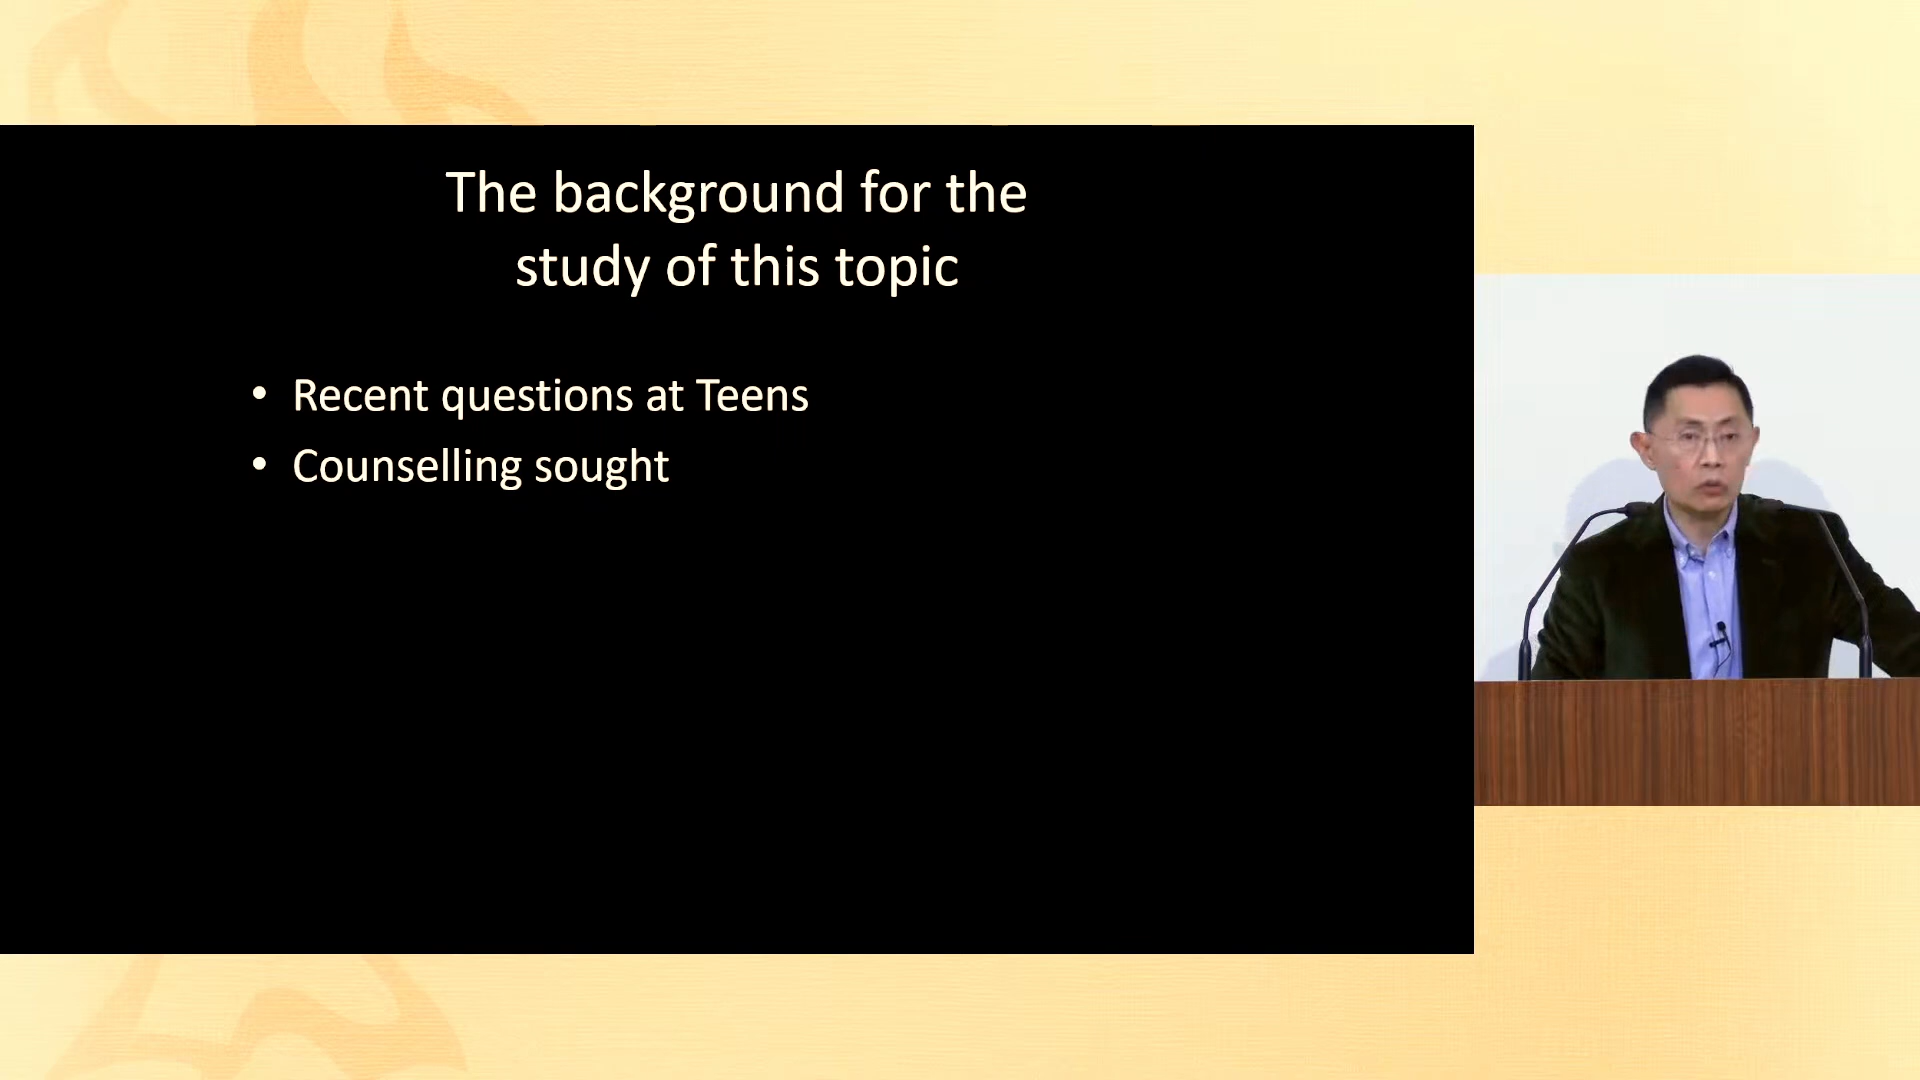 The background for the
study of this topic
• Recent questions at Teens
• Counselling sought